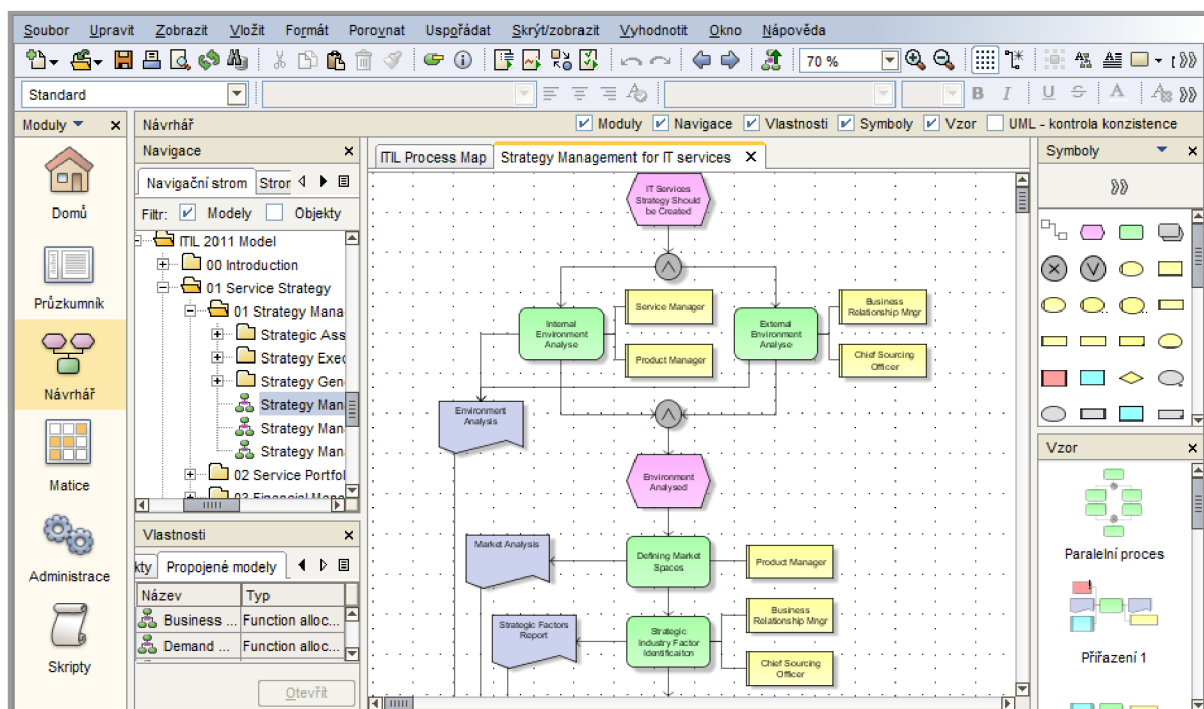 Soubor Upravit Zobrazit Vložit Formát Porovnat Uspořádat Skrýt/zobrazit Vyhodnotit Okno Nápověda
70 %
Standard
B I U S A
Moduly
Návrhář
Moduly Navigace Vlastnosti Symboly Vzor UML - kontrola konzistence
Domů
Průzkumník
Návrhář
Matice
Administrace
Skripty
Navigace
Navigační strom Stror
Filtr: Modely Objekty
ITIL 2011 Model
00 Introduction
01 Service Strategy
01 Strategy Mana
Strategic Ass
Strategy Exec
Strategy Gen
Strategy Man
Strategy Man
Strategy Man
02 Service Portfol
03 Financial Mana
Vlastnosti
kty Propojené modely
Název Typ
Business ... Function alloc...
Demand ... Function alloc...
Otevřít
ITIL Process Map Strategy Management for IT services X
IT Services
Strategy Should
be Created
Internal
Environment
Analyse
Service Manager
Product Manager
External
Environment
Analyse
Business
Relationship Mngr
Chief Sourcing
Officer
Environment
Analysis
Environment
Analysed
Market Analysis
Defining Market
Spaces
Product Manager
Strategic Factors
Report
Strategic
Industry Factor
Identificaiton
Business
Relationship Mngr
Chief Sourcing
Officer
Symboly
Vzor
Paralelní proces
Přiřazení 1